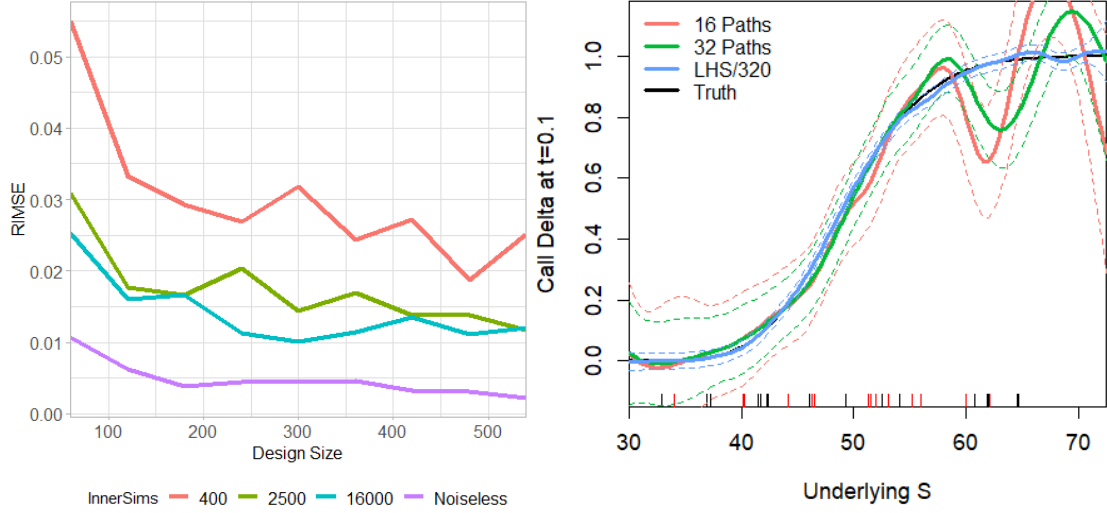 RIMSE
0.05
0.04
0.03
0.02
0.01
0.00
100 200 300 400 500
Design Size
InnerSims 400 2500 16000 Noiseless
Call Delta at t=0.1
16 Paths
32 Paths
LHS/320
Truth
1.0
0.8
0.6
0.4
0.2
0.0
30 40 50 60 70
Underlying S